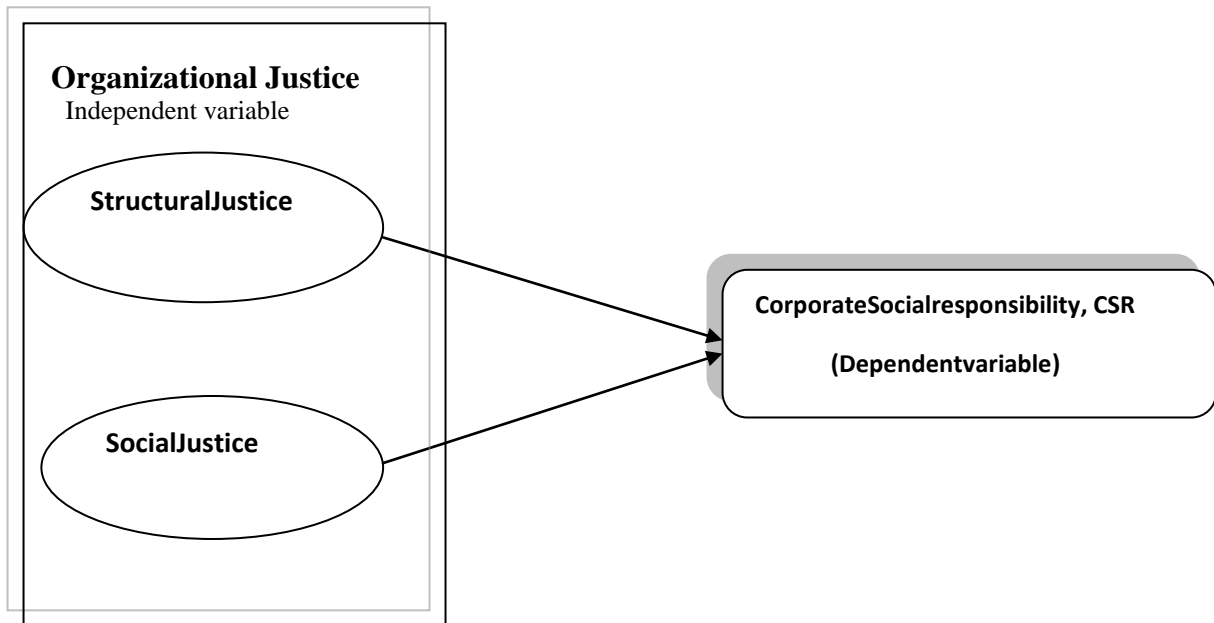 Organizational Justice
Independent variable
StructuralJustice
CorporateSocialresponsibility, CSR
(Dependentvariable)
SocialJustice